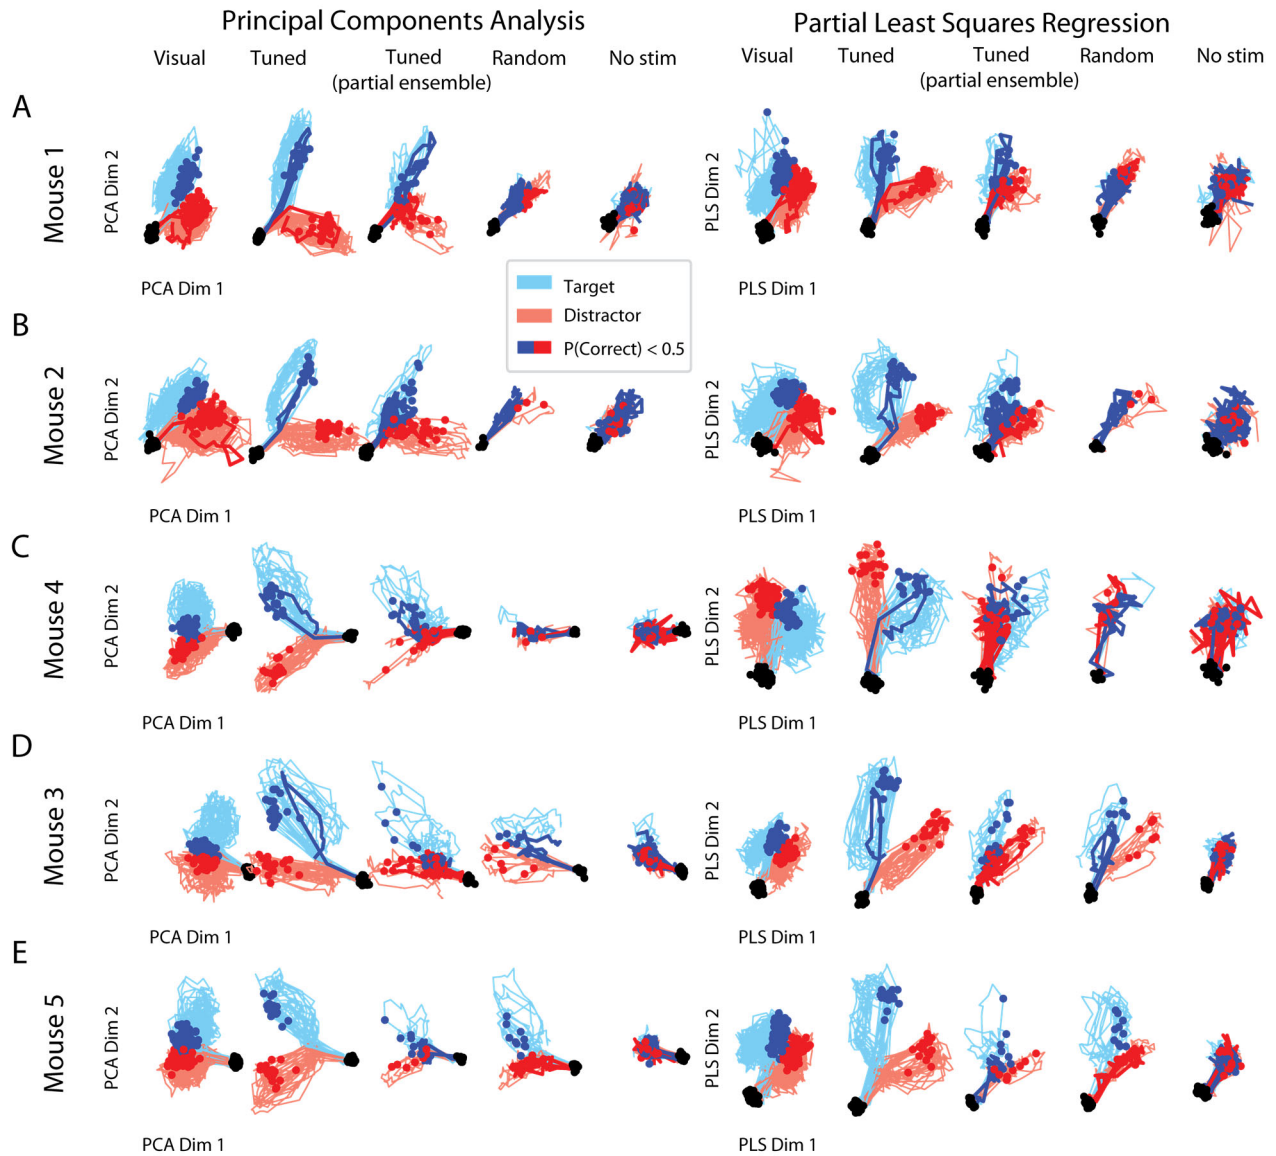 Principal Components Analysis
Partial Least Squares Regression
Visual
Tuned
Tuned
(partial ensemble)
Random
No stim
Visual
Tuned
Tuned
(partial ensemble)
Random
No stim
A
Mouse 1
PCA Dim 2
PCA Dim 1
PLS Dim 2
PLS Dim 1
Target
Distractor
P(Correct) < 0.5
B
Mouse 2
PCA Dim 2
PCA Dim 1
PLS Dim 2
PLS Dim 1
C
Mouse 4
PCA Dim 2
PCA Dim 1
PLS Dim 2
PLS Dim 1
D
Mouse 3
PCA Dim 2
PCA Dim 1
PLS Dim 2
PLS Dim 1
E
Mouse 5
PCA Dim 2
PCA Dim 1
PLS Dim 2
PLS Dim 1